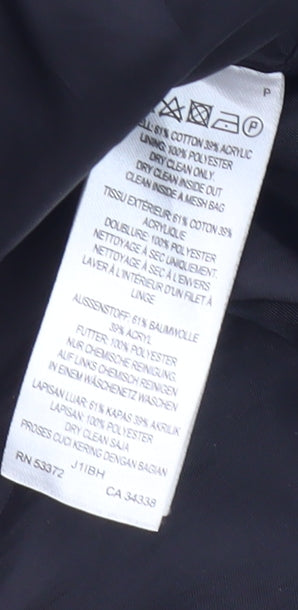 P
P
LL: 61% COTTON 39% ACRYLIC
LINING: 100% POLYESTER
DRY CLEAN ONLY.
DRY CLEAN INSIDE OUT
CLEAN INSIDE A MESH BAG
TISSU EXTÉRIEUR: 61% COTON 39%
ACRYLIQUE
DOUBLURE: 100% POLYESTER
NETTOYAGE À SEC UNIQUEMENT.
NETTOYAGE À SEC À L'ENVERS
LAVER À L'INTÉRIEUR D'UN FILET À
LINGE
AUSSENSTOFF: 61% BAUMWOLLE
39% ACRYL
FUTTER: 100% POLYESTER
NUR CHEMISCHE REINIGUNG.
AUF LINKS CHEMISCH REINIGEN
IN EINEM WÄSCHENETZ WASCHEN
LAPISAN LUAR: 61% KAPAS 39% AKRILIK
LAPISAN: 100% POLYESTER
DRY CLEAN SAJA
PROSES CUCI KERING DENGAN BAGIAN
RN 53372 J1IBH CA 34338